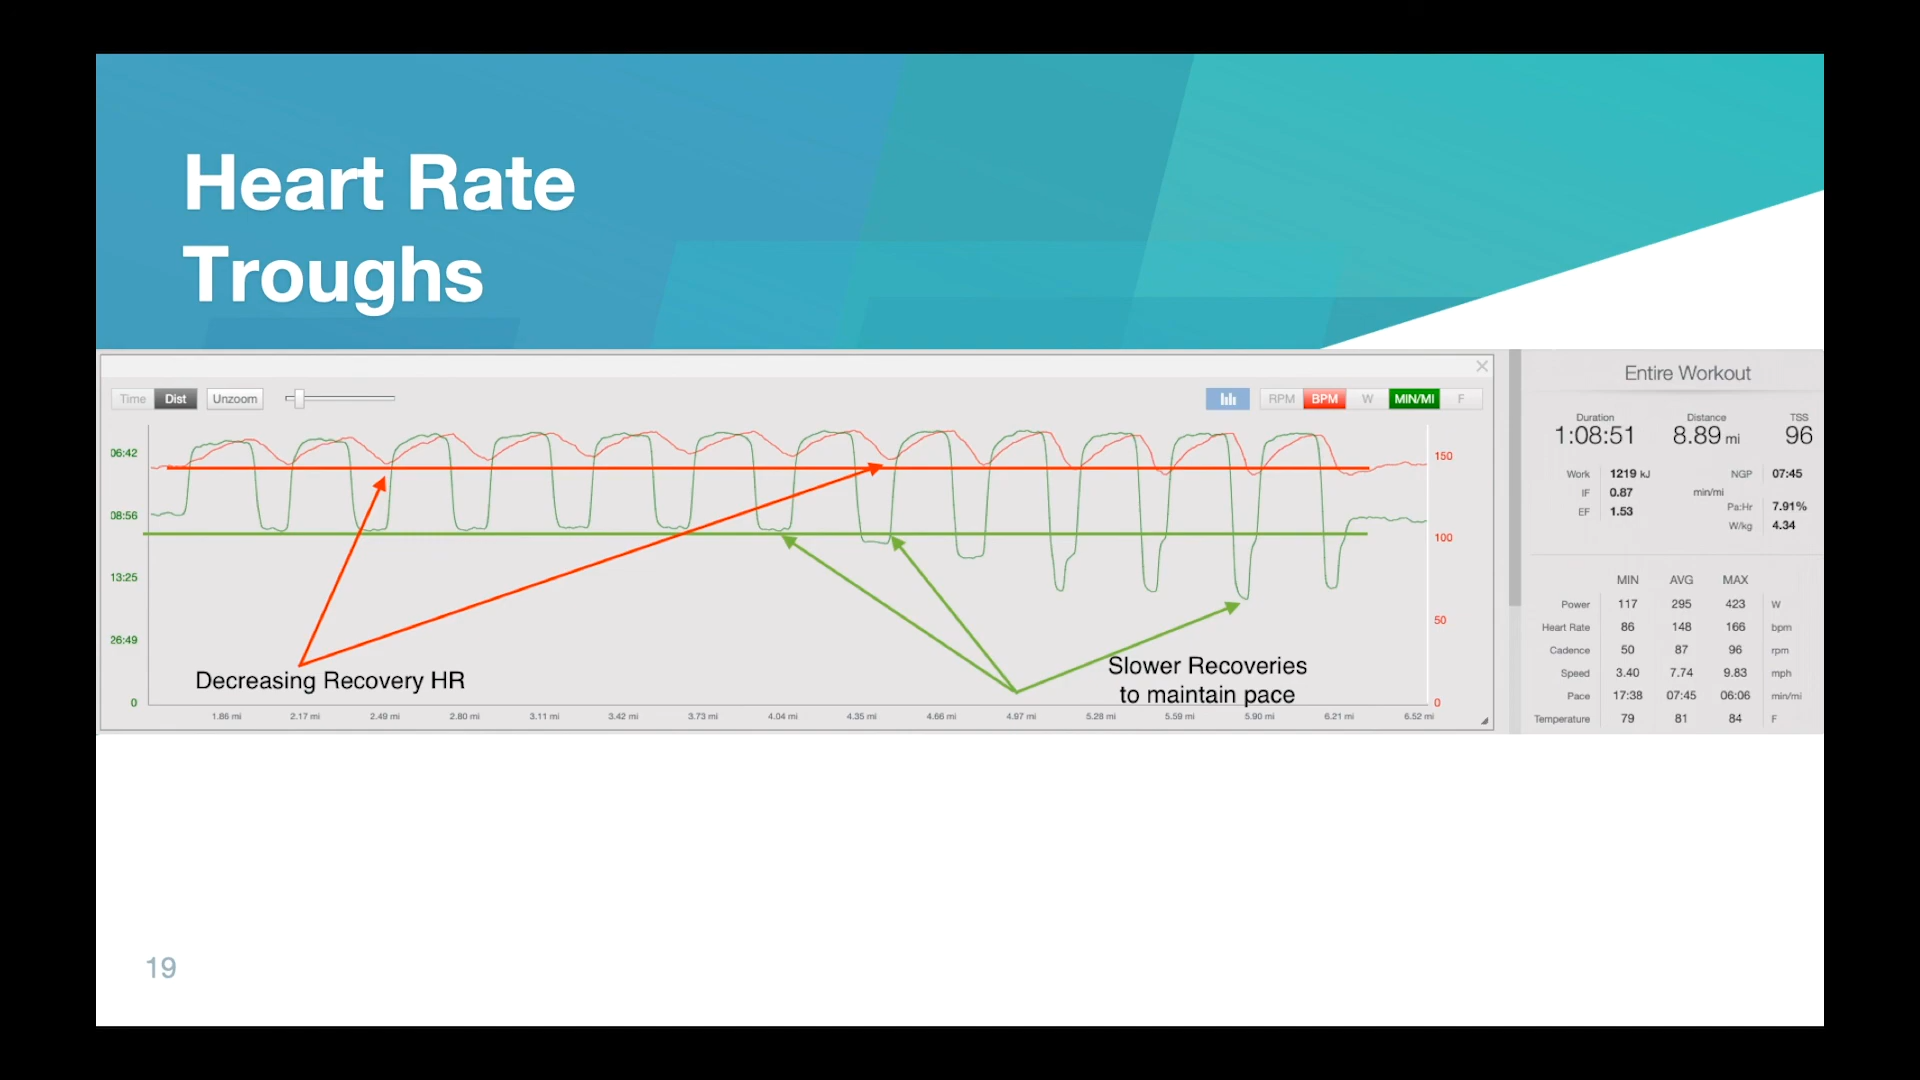 Heart Rate
Troughs
Time Dist Unzoom
RPM BPM W MIN/MI F
06:42
08:56
13:25
26:49
0
150
100
50
0
Decreasing Recovery HR
Slower Recoveries
to maintain pace
1.86 mi 2.17 mi 2.49 mi 2.80 mi 3.11 mi 3.42 mi 3.73 mi 4.04 mi 4.35 mi 4.66 mi 4.97 mi 5.28 mi 5.59 mi 5.90 mi 6.21 mi 6.52 mi
Entire Workout
Duration Distance TSS
1:08:51 8.89 mi 96
Work 1219 kJ NGP 07:45
IF 0.87 min/mi
EF 1.53 Pa:Hr 7.91%
W/kg 4.34
MIN AVG MAX
Power 117 295 423 W
Heart Rate 86 148 166 bpm
Cadence 50 87 96 rpm
Speed 3.40 7.74 9.83 mph
Pace 17:38 07:45 06:06 min/mi
Temperature 79 81 84 F
19